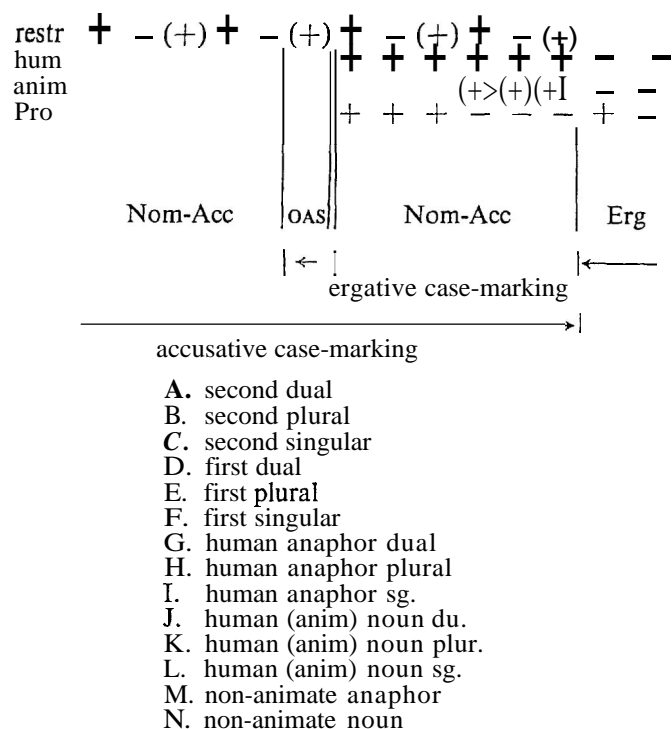 restr + – (+) + – (+) + – (+) + – (+)
hum + + + + + + – –
anim (+>(+)(+I – –
Pro + + + – – – + –
Nom-Acc OAS Nom-Acc Erg
ergative case-marking
accusative case-marking
A. second dual
B. second plural
C. second singular
D. first dual
E. first plural
F. first singular
G. human anaphor dual
H. human anaphor plural
I. human anaphor sg.
J. human (anim) noun du.
K. human (anim) noun plur.
L. human (anim) noun sg.
M. non-animate anaphor
N. non-animate noun